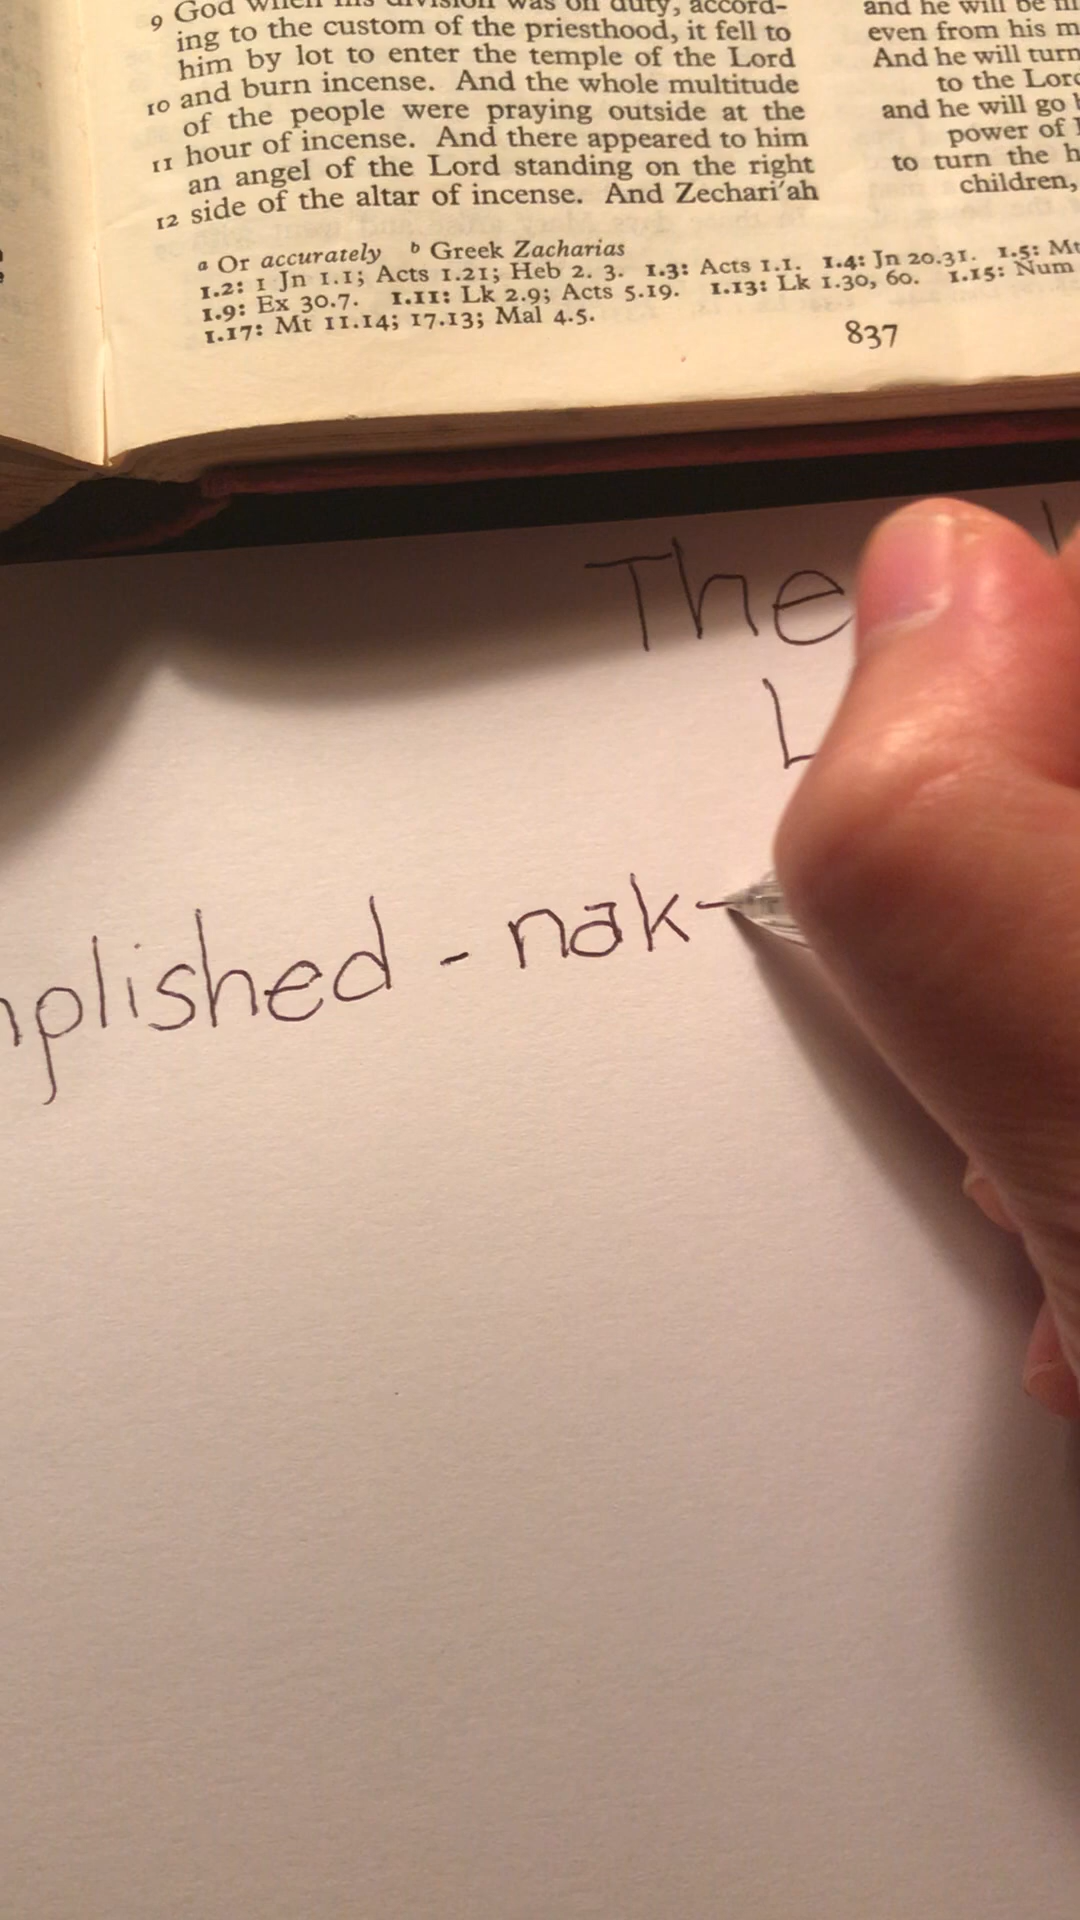 9 God when his division was on duty, accord-
ing to the custom of the priesthood, it fell to
him by lot to enter the temple of the Lord
10 and burn incense. And the whole multitude
of the people were praying outside at the
11 hour of incense. And there appeared to him
an angel of the Lord standing on the right
12 side of the altar of incense. And Zechari'ah
and he will be
even from his
And he will turn
to the Lord
and he will go
power of
to turn the
children,
a Or accurately b Greek Zacharias
1.2: 1 Jn 1.1; Acts 1.21; Heb 2. 3. 1.3: Acts 1.1. 1.4: Jn 20.31. 1.5: Mt
1.9: Ex 30.7. 1.11: Lk 2.9; Acts 5.19. 1.13: Lk 1.30, 60. 1.15: Num
1.17: Mt 11.14; 17.13; Mal 4.5.
837
The
L
plished - nak